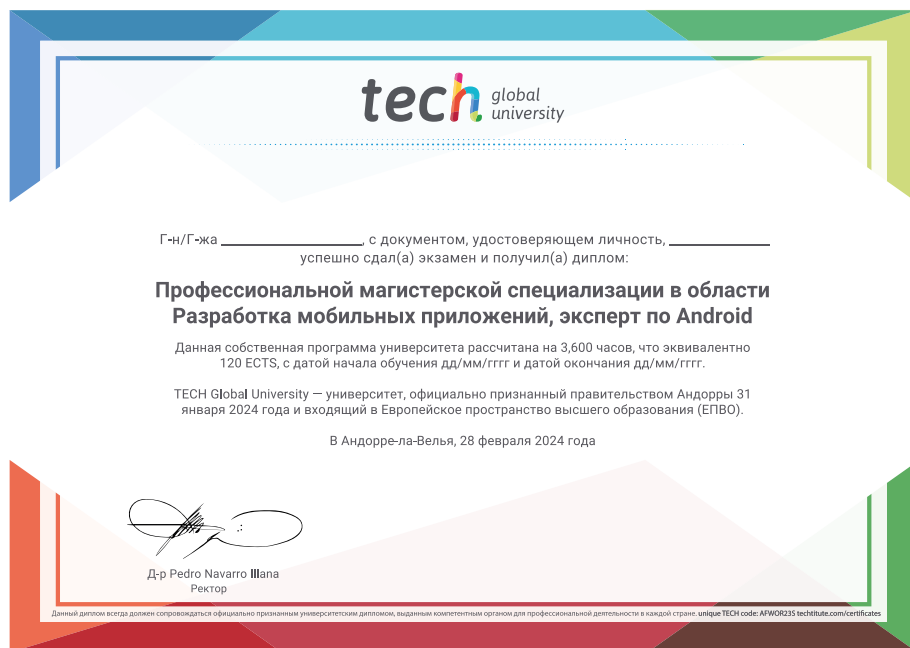 tech global university
Г-н/Г-жа ____________________, с документом, удостоверяющем личность, ______________
успешно сдал(а) экзамен и получил(а) диплом:
Профессиональной магистерской специализации в области
Разработка мобильных приложений, эксперт по Android
Данная собственная программа университета рассчитана на 3,600 часов, что эквивалентно
120 ECTS, с датой начала обучения дд/мм/гггг и датой окончания дд/мм/гггг.
TECH Global University — университет, официально признанный правительством Андорры 31
января 2024 года и входящий в Европейское пространство высшего образования (ЕПВО).
В Андорре-ла-Велья, 28 февраля 2024 года
Д-р Pedro Navarro Illana
Ректор
Данный диплом всегда должен сопровождаться официально признанным университетским дипломом, выданным компетентным органом для профессиональной деятельности в каждой стране. unique TECH code: AFWOR23S techtitute.com/certificates